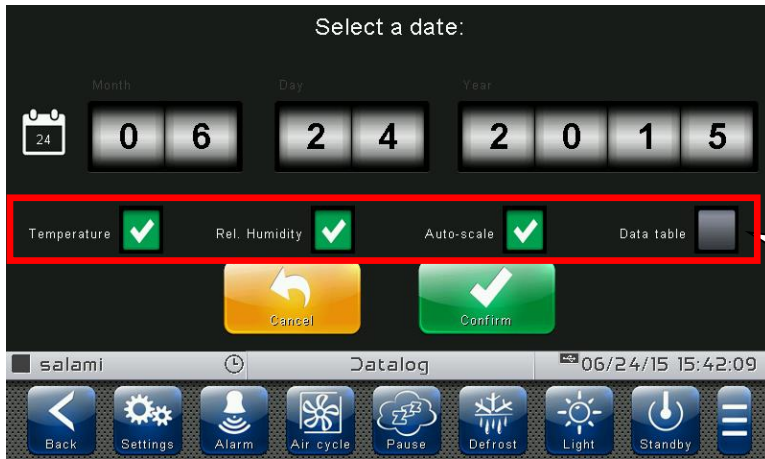 Select a date:
Month Day Year
24 0 6 2 4 2 0 1 5
Temperature Rel. Humidity Auto-scale Data table
Cancel Confirm
salami Datalog 06/24/15 15:42:09
zzz
Back Settings Alarm Air cycle Pause Defrost Light Standby